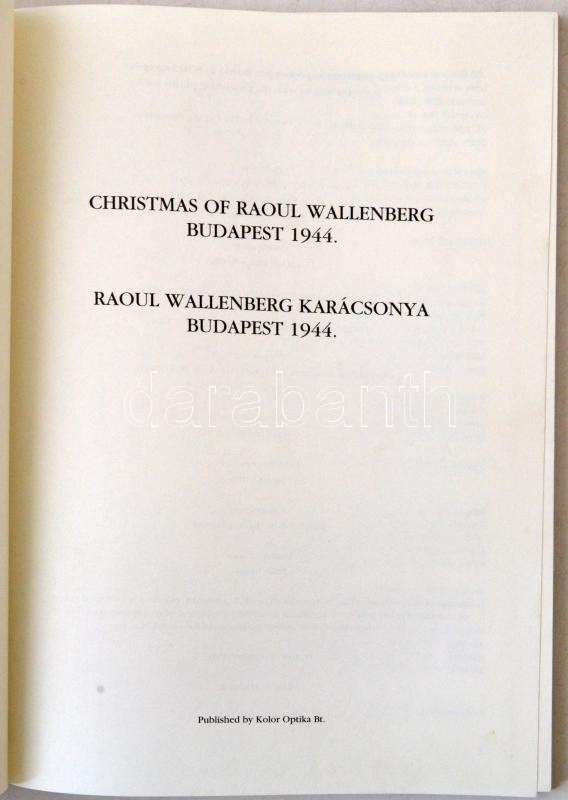 CHRISTMAS OF RAOUL WALLENBERG
BUDAPEST 1944.
RAOUL WALLENBERG KARÁCSONYA
BUDAPEST 1944.
darabanth
Published by Kolor Optika Bt.